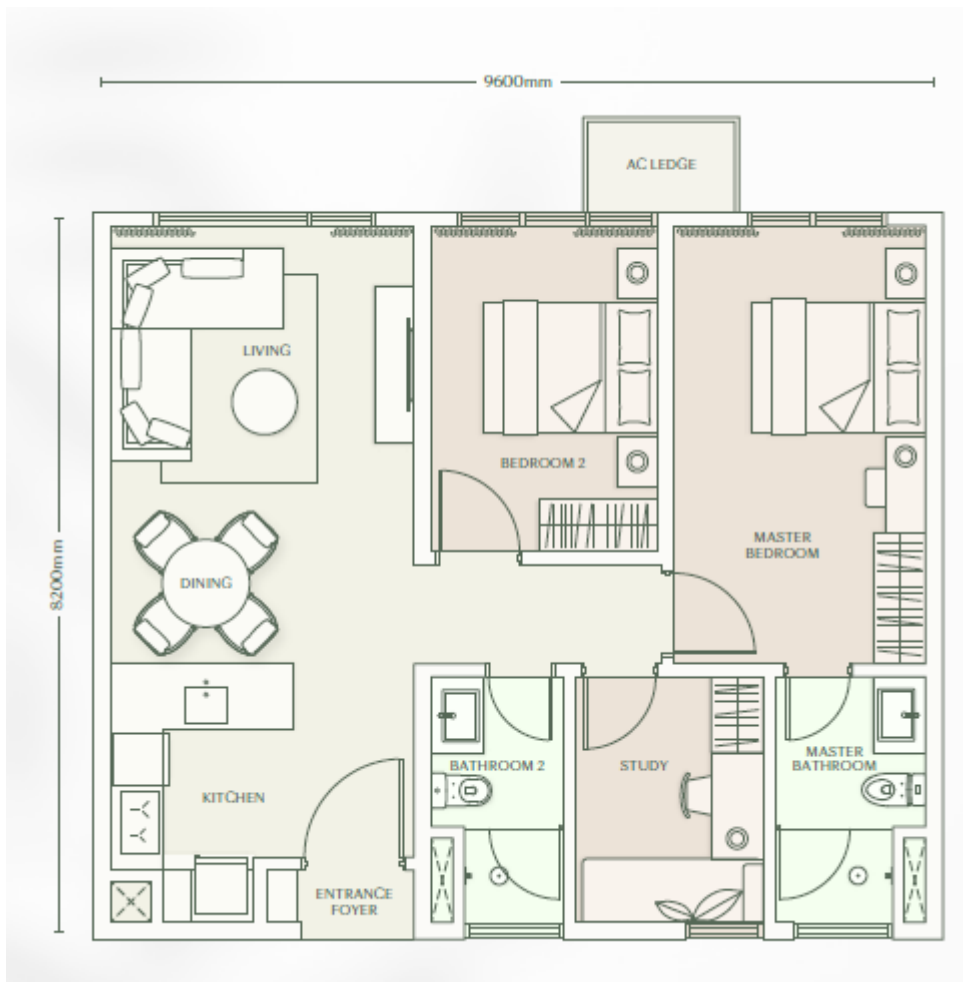 9600mm
AC LEDGE
LIVING
BEDROOM 2
MASTER
BEDROOM
8200mm
DINING
MASTER
BATHROOM
BATHROOM 2
STUDY
KITCHEN
ENTRANCE
FOYER